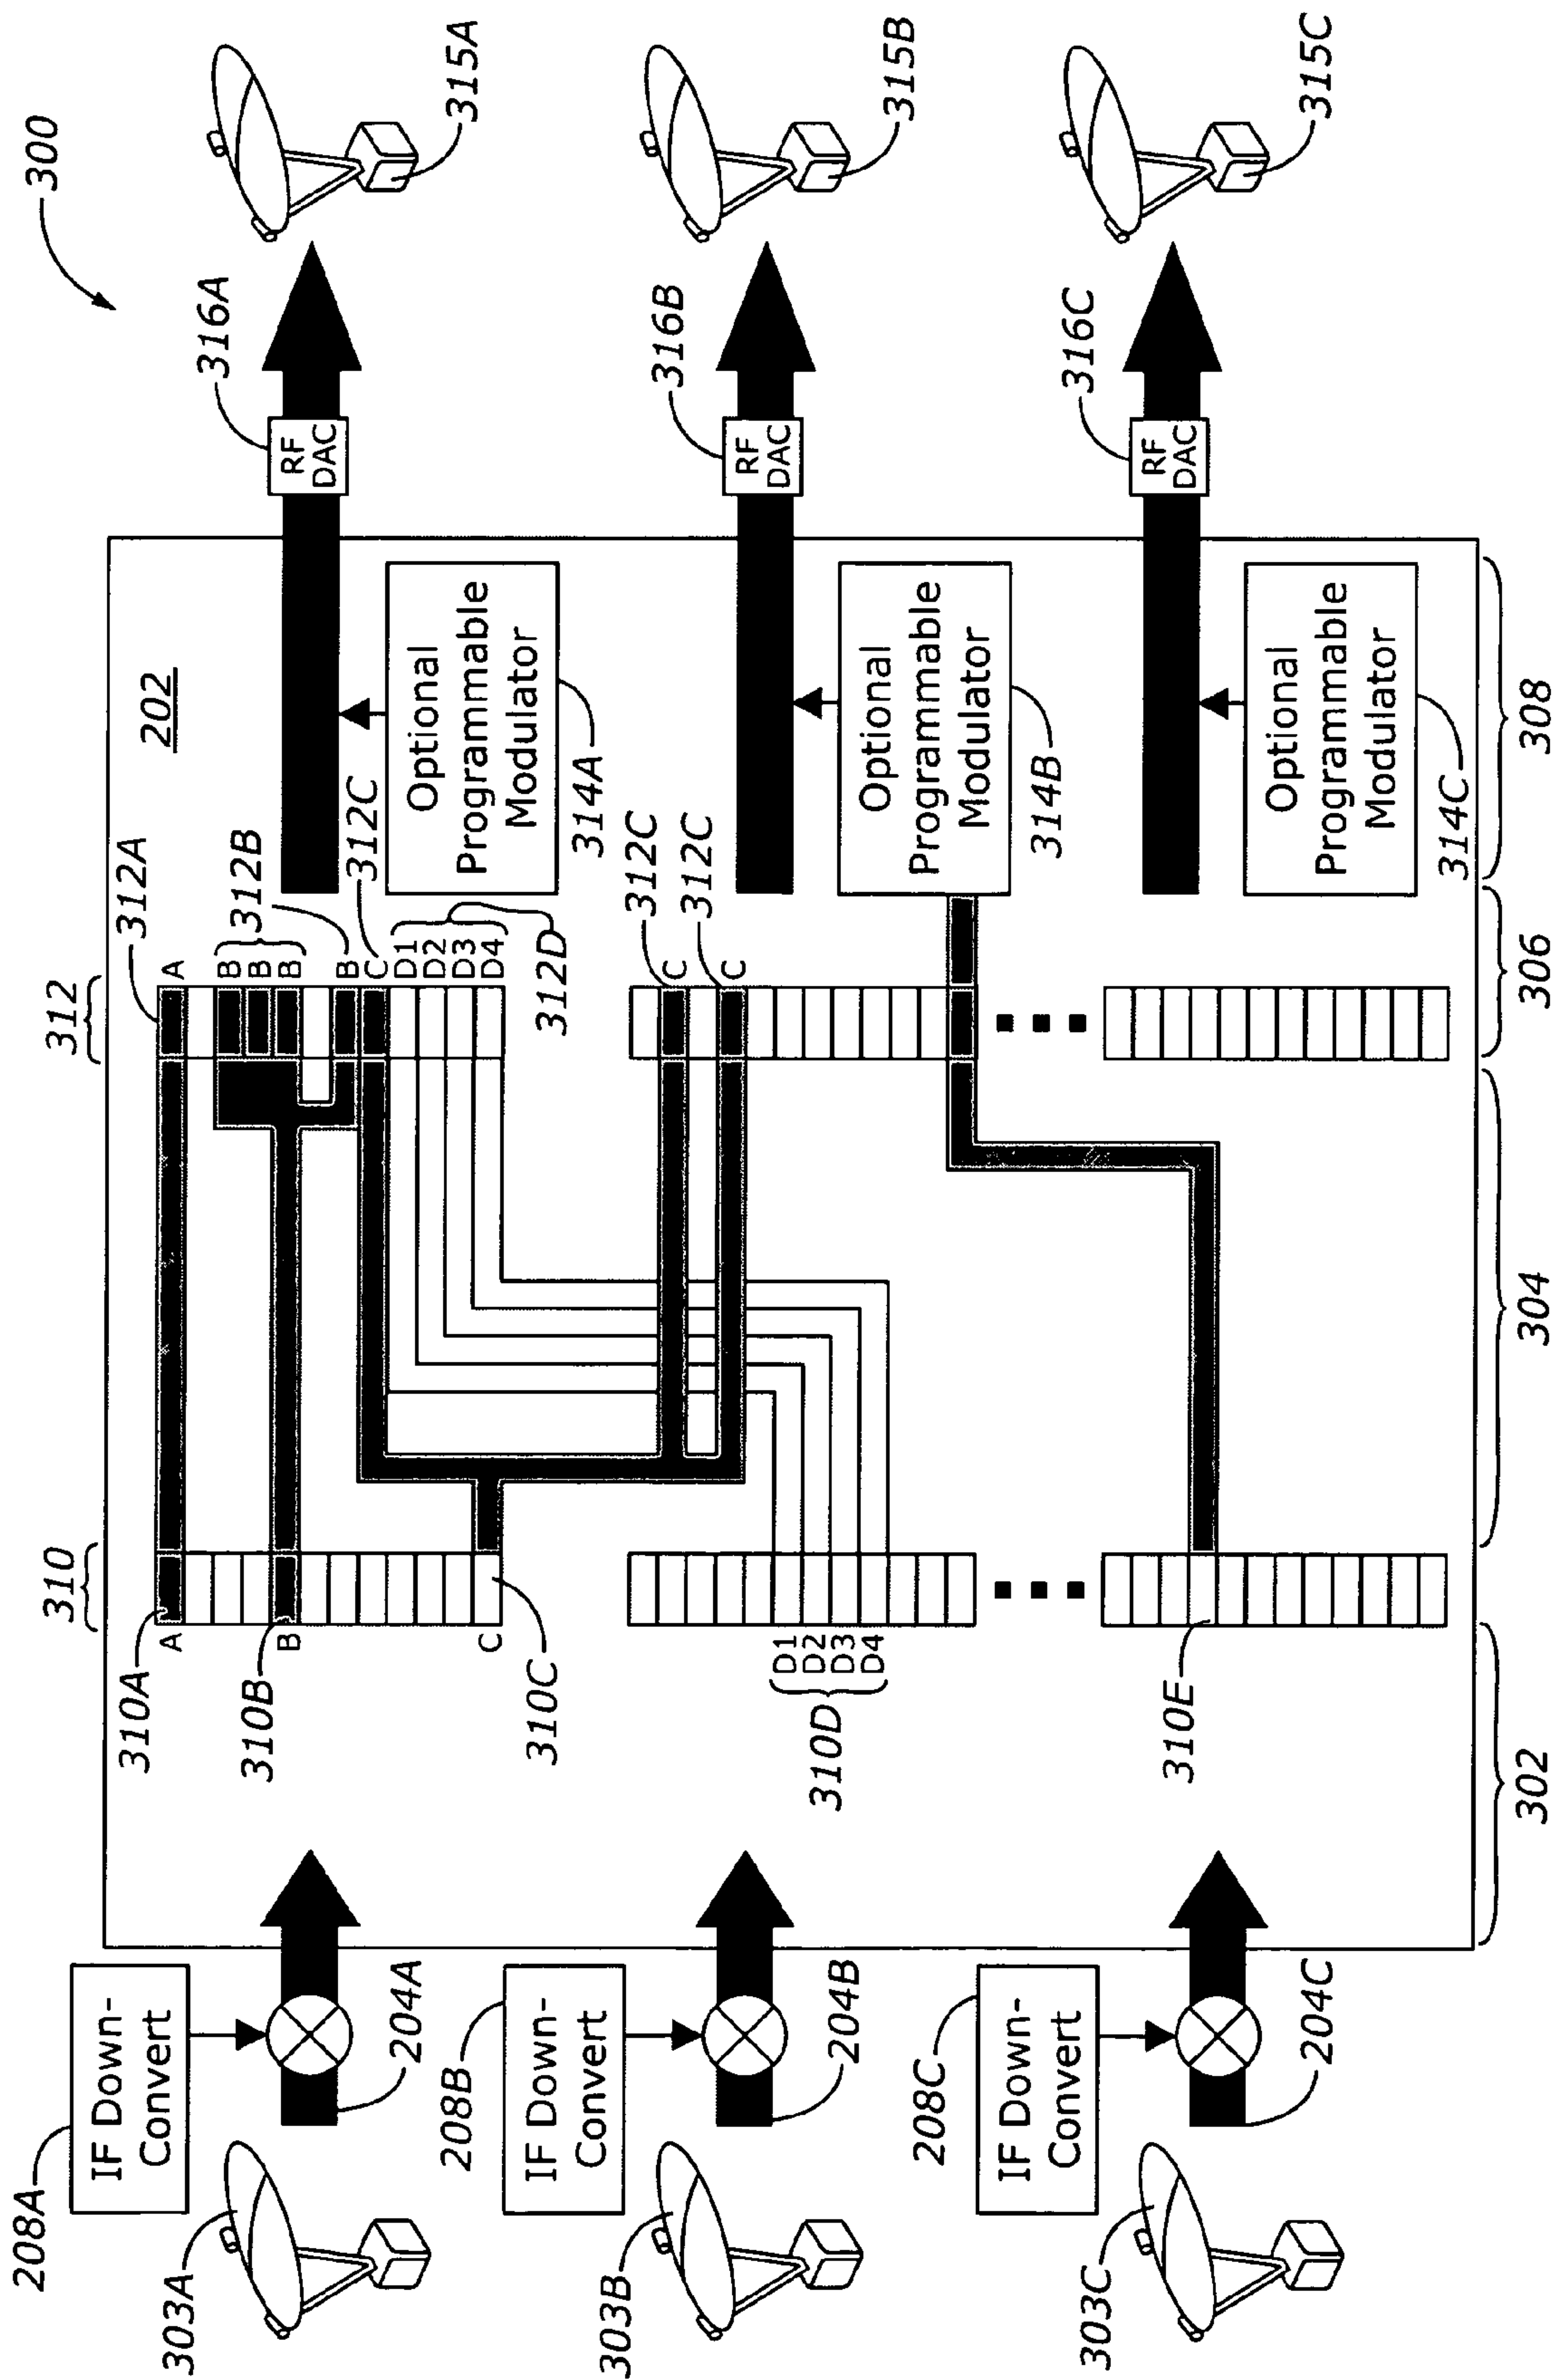 300
208A
IF Down-
Convert
303A
204A
208B
IF Down-
Convert
303B
204B
208C
IF Down-
Convert
303C
204C
202
310
310A
A
310B
B
C
310C
D1
D2
D3
D4
310D
310E
312
312A
A
B
B
B
312B
B
C
312C
D1
D2
D3
D4
312D
C
312C
C
312C
Optional
Programmable
Modulator
314A
Optional
Programmable
Modulator
314B
Optional
Programmable
Modulator
314C
316A
RF
DAC
315A
316B
RF
DAC
315B
316C
RF
DAC
315C
302
304
306
308